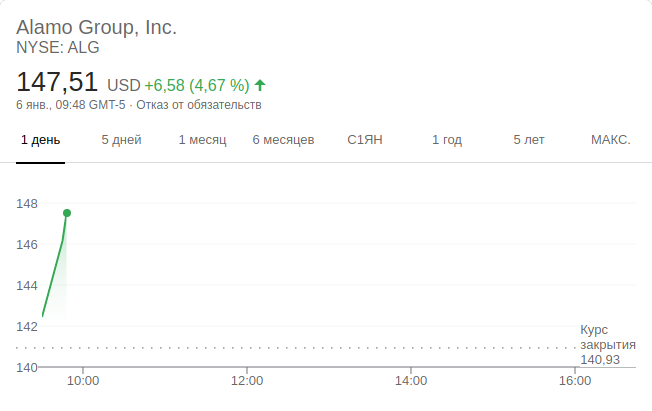 Alamo Group, Inc.
NYSE: ALG
147,51 USD +6,58 (4,67 %)
6 янв., 09:48 GMT-5 · Отказ от обязательств
1 день 5 дней 1 месяц 6 месяцев С1ЯН 1 год 5 лет МАКС.
148
146
144
142
140
Курс
закрытия
140,93
10:00 12:00 14:00 16:00